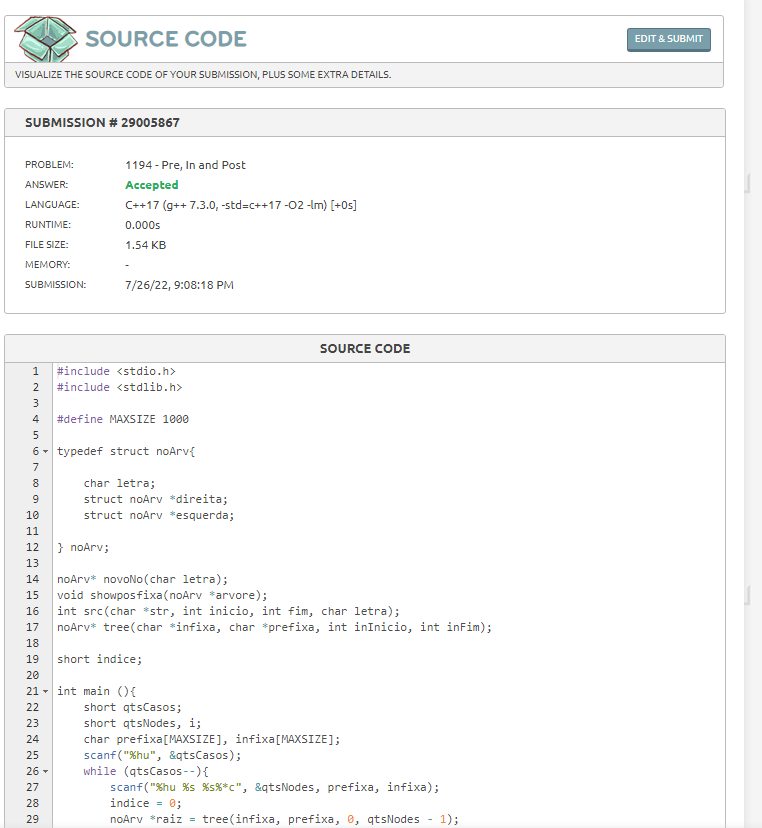 SOURCE CODE
EDIT & SUBMIT
VISUALIZE THE SOURCE CODE OF YOUR SUBMISSION, PLUS SOME EXTRA DETAILS.
SUBMISSION # 29005867
PROBLEM: 1194 - Pre, In and Post
ANSWER: Accepted
LANGUAGE: C++17 (g++ 7.3.0, -std=c++17 -O2 -lm) [+0s]
RUNTIME: 0.000s
FILE SIZE: 1.54 KB
MEMORY: -
SUBMISSION: 7/26/22, 9:08:18 PM
SOURCE CODE
1 #include <stdio.h>
2 #include <stdlib.h>
3
4 #define MAXSIZE 1000
5
6 typedef struct noArv{
7
8 char letra;
9 struct noArv *direita;
10 struct noArv *esquerda;
11
12 } noArv;
13
14 noArv* novoNo(char letra);
15 void showposfixa(noArv *arvore);
16 int src(char *str, int inicio, int fim, char letra);
17 noArv* tree(char *infixa, char *prefixa, int inInicio, int inFim);
18
19 short indice;
20
21 int main (){
22 short qtsCasos;
23 short qtsNodes, i;
24 char prefixa[MAXSIZE], infixa[MAXSIZE];
25 scanf("%hu", &qtsCasos);
26 while (qtsCasos--){
27 scanf("%hu %s %s%*c", &qtsNodes, prefixa, infixa);
28 indice = 0;
29 noArv *raiz = tree(infixa, prefixa, 0, qtsNodes - 1);